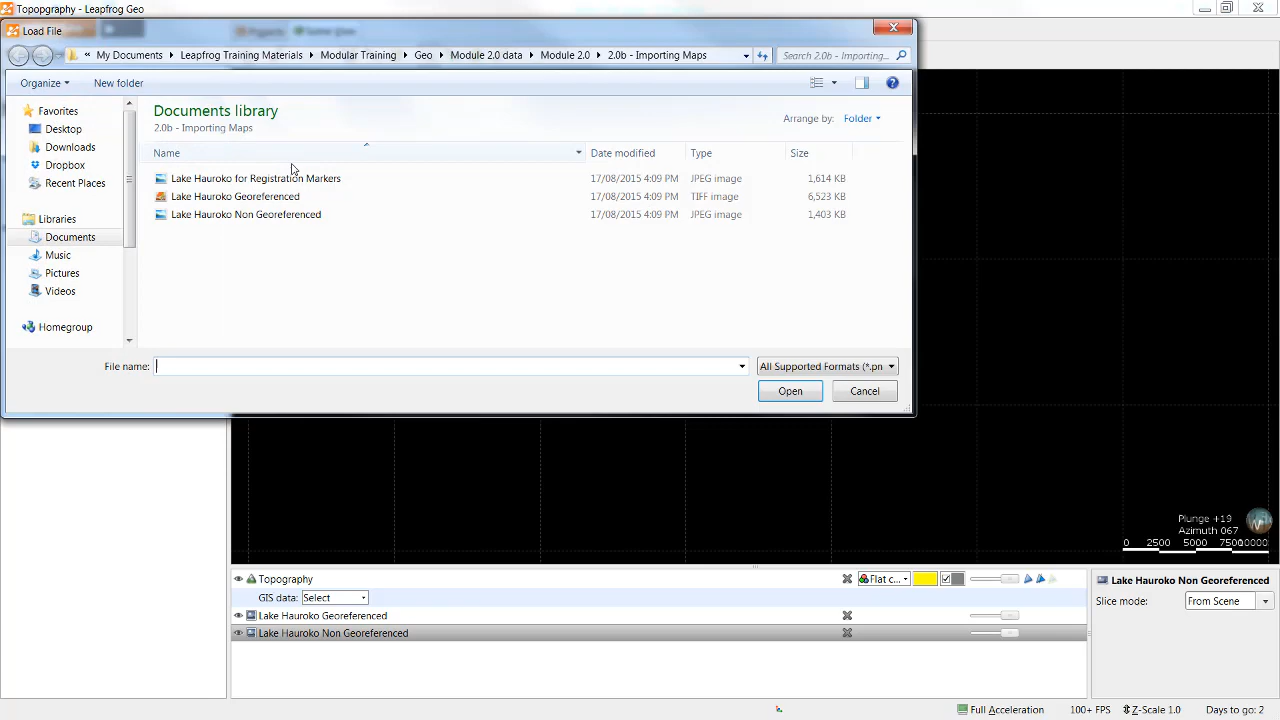 Topopgraphy - Leapfrog Geo
Load File
« My Documents Leapfrog Training Materials Modular Training Geo Module 2.0 data Module 2.0 2.0b - Importing Maps Search 2.0b - Importing...
Organize New folder
Favorites
Desktop
Downloads
Dropbox
Recent Places
Libraries
Documents
Music
Pictures
Videos
Homegroup
Documents library
2.0b - Importing Maps
Arrange by: Folder
Name Date modified Type Size
Lake Hauroko for Registration Markers 17/08/2015 4:09 PM JPEG image 1,614 KB
Lake Hauroko Georeferenced 17/08/2015 4:09 PM TIFF image 6,523 KB
Lake Hauroko Non Georeferenced 17/08/2015 4:09 PM JPEG image 1,403 KB
File name: All Supported Formats (*.pn
Open Cancel
Plunge +19
Azimuth 067
0 2500 5000 7500 10000
Topography Flat c...
GIS data: Select
Lake Hauroko Georeferenced
Lake Hauroko Non Georeferenced
Lake Hauroko Non Georeferenced
Slice mode: From Scene
Full Acceleration 100+ FPS Z-Scale 1.0 Days to go: 2